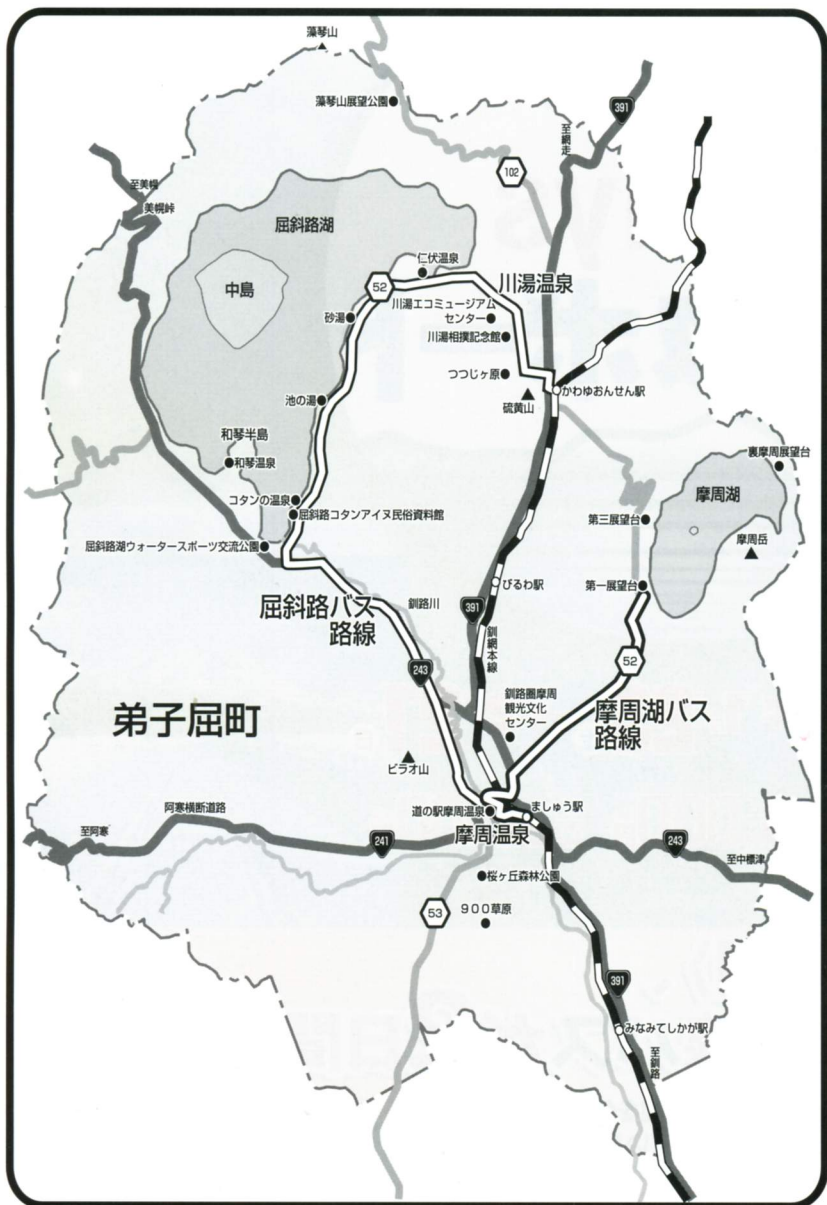 藻琴山
藻琴山展望公園
391
至網走
102
至美幌
美幌峠
屈斜路湖
仁伏温泉
川湯温泉
52
中島
川湯エコミュージアム
センター
砂湯
川湯相撲記念館
つつじヶ原
かわゆおんせん駅
池の湯
硫黄山
和琴半島
和琴温泉
裏摩周展望台
摩周湖
コタンの温泉
屈斜路コタンアイヌ民俗資料館
第三展望台
摩周岳
屈斜路湖ウォータースポーツ交流公園
びるわ駅
第一展望台
屈斜路バス
路線
釧路川
391
釧網本線
52
243
釧路圏摩周
観光文化
センター
摩周湖バス
路線
弟子屈町
ピラオ山
道の駅摩周温泉
ましゅう駅
摩周温泉
阿寒横断道路
至阿寒
241
243
至中標津
桜ヶ丘森林公園
53
900草原
391
みなみてしかが駅
至釧路